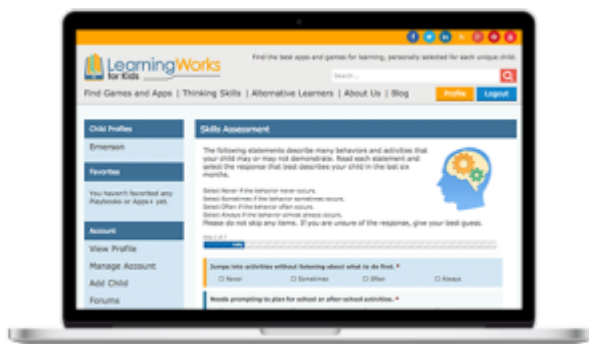 LearningWorks
for Kids
Find the best apps and games for learning, personally selected for each unique child.
Search...
Find Games and Apps | Thinking Skills | Alternative Learners | About Us | Blog
Profile
Logout
Child Profiles
Emerson
Favorites
You haven't favorited any
Playbooks or Apps+ yet.
Account
View Profile
Manage Account
Add Child
Forums
Skills Assessment
The following statements describe many behaviors and activities that
your child may or may not demonstrate. Read each statement and
select the response that best describes your child in the last six
months.
Select Never if the behavior never occurs.
Select Sometimes if the behavior sometimes occurs.
Select Often if the behavior often occurs.
Select Always if the behavior almost always occurs.
Please do not skip any items. If you are unsure of the response, give your best guess.
Jumps into activities without listening about what to do first. *
Never
Sometimes
Often
Always
Needs prompting to plan for school or after-school activities. *